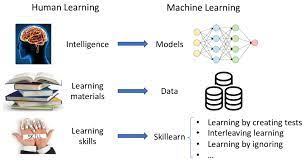 Human Learning
Machine Learning
Intelligence
Models
Learning
materials
Data
SKILL
Learning
skills
Skillearn
• Learning by creating tests
• Interleaving learning
• Learning by ignoring
• ...